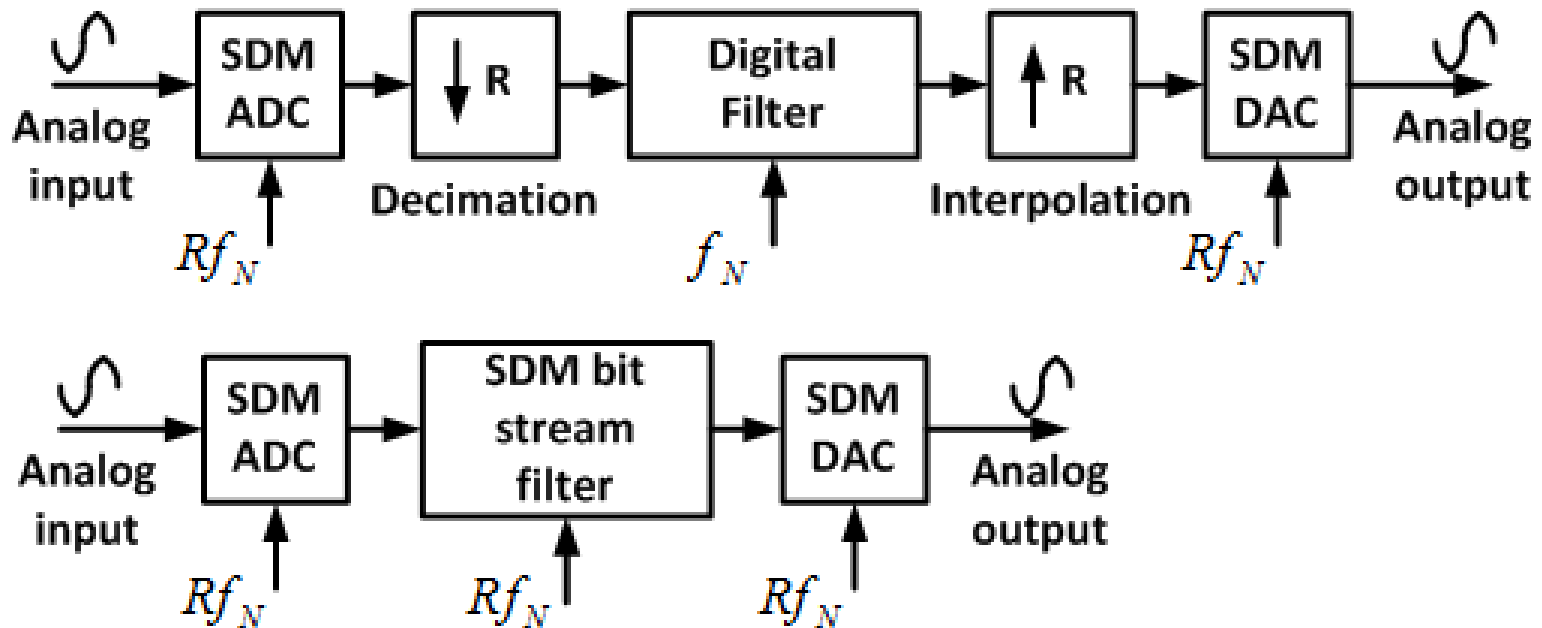 SDM ADC
R
Digital Filter
R
SDM DAC
Analog input
Decimation
Interpolation
Analog output
Rf_N
f_N
Rf_N
SDM ADC
SDM bit stream filter
SDM DAC
Analog input
Analog output
Rf_N
Rf_N
Rf_N